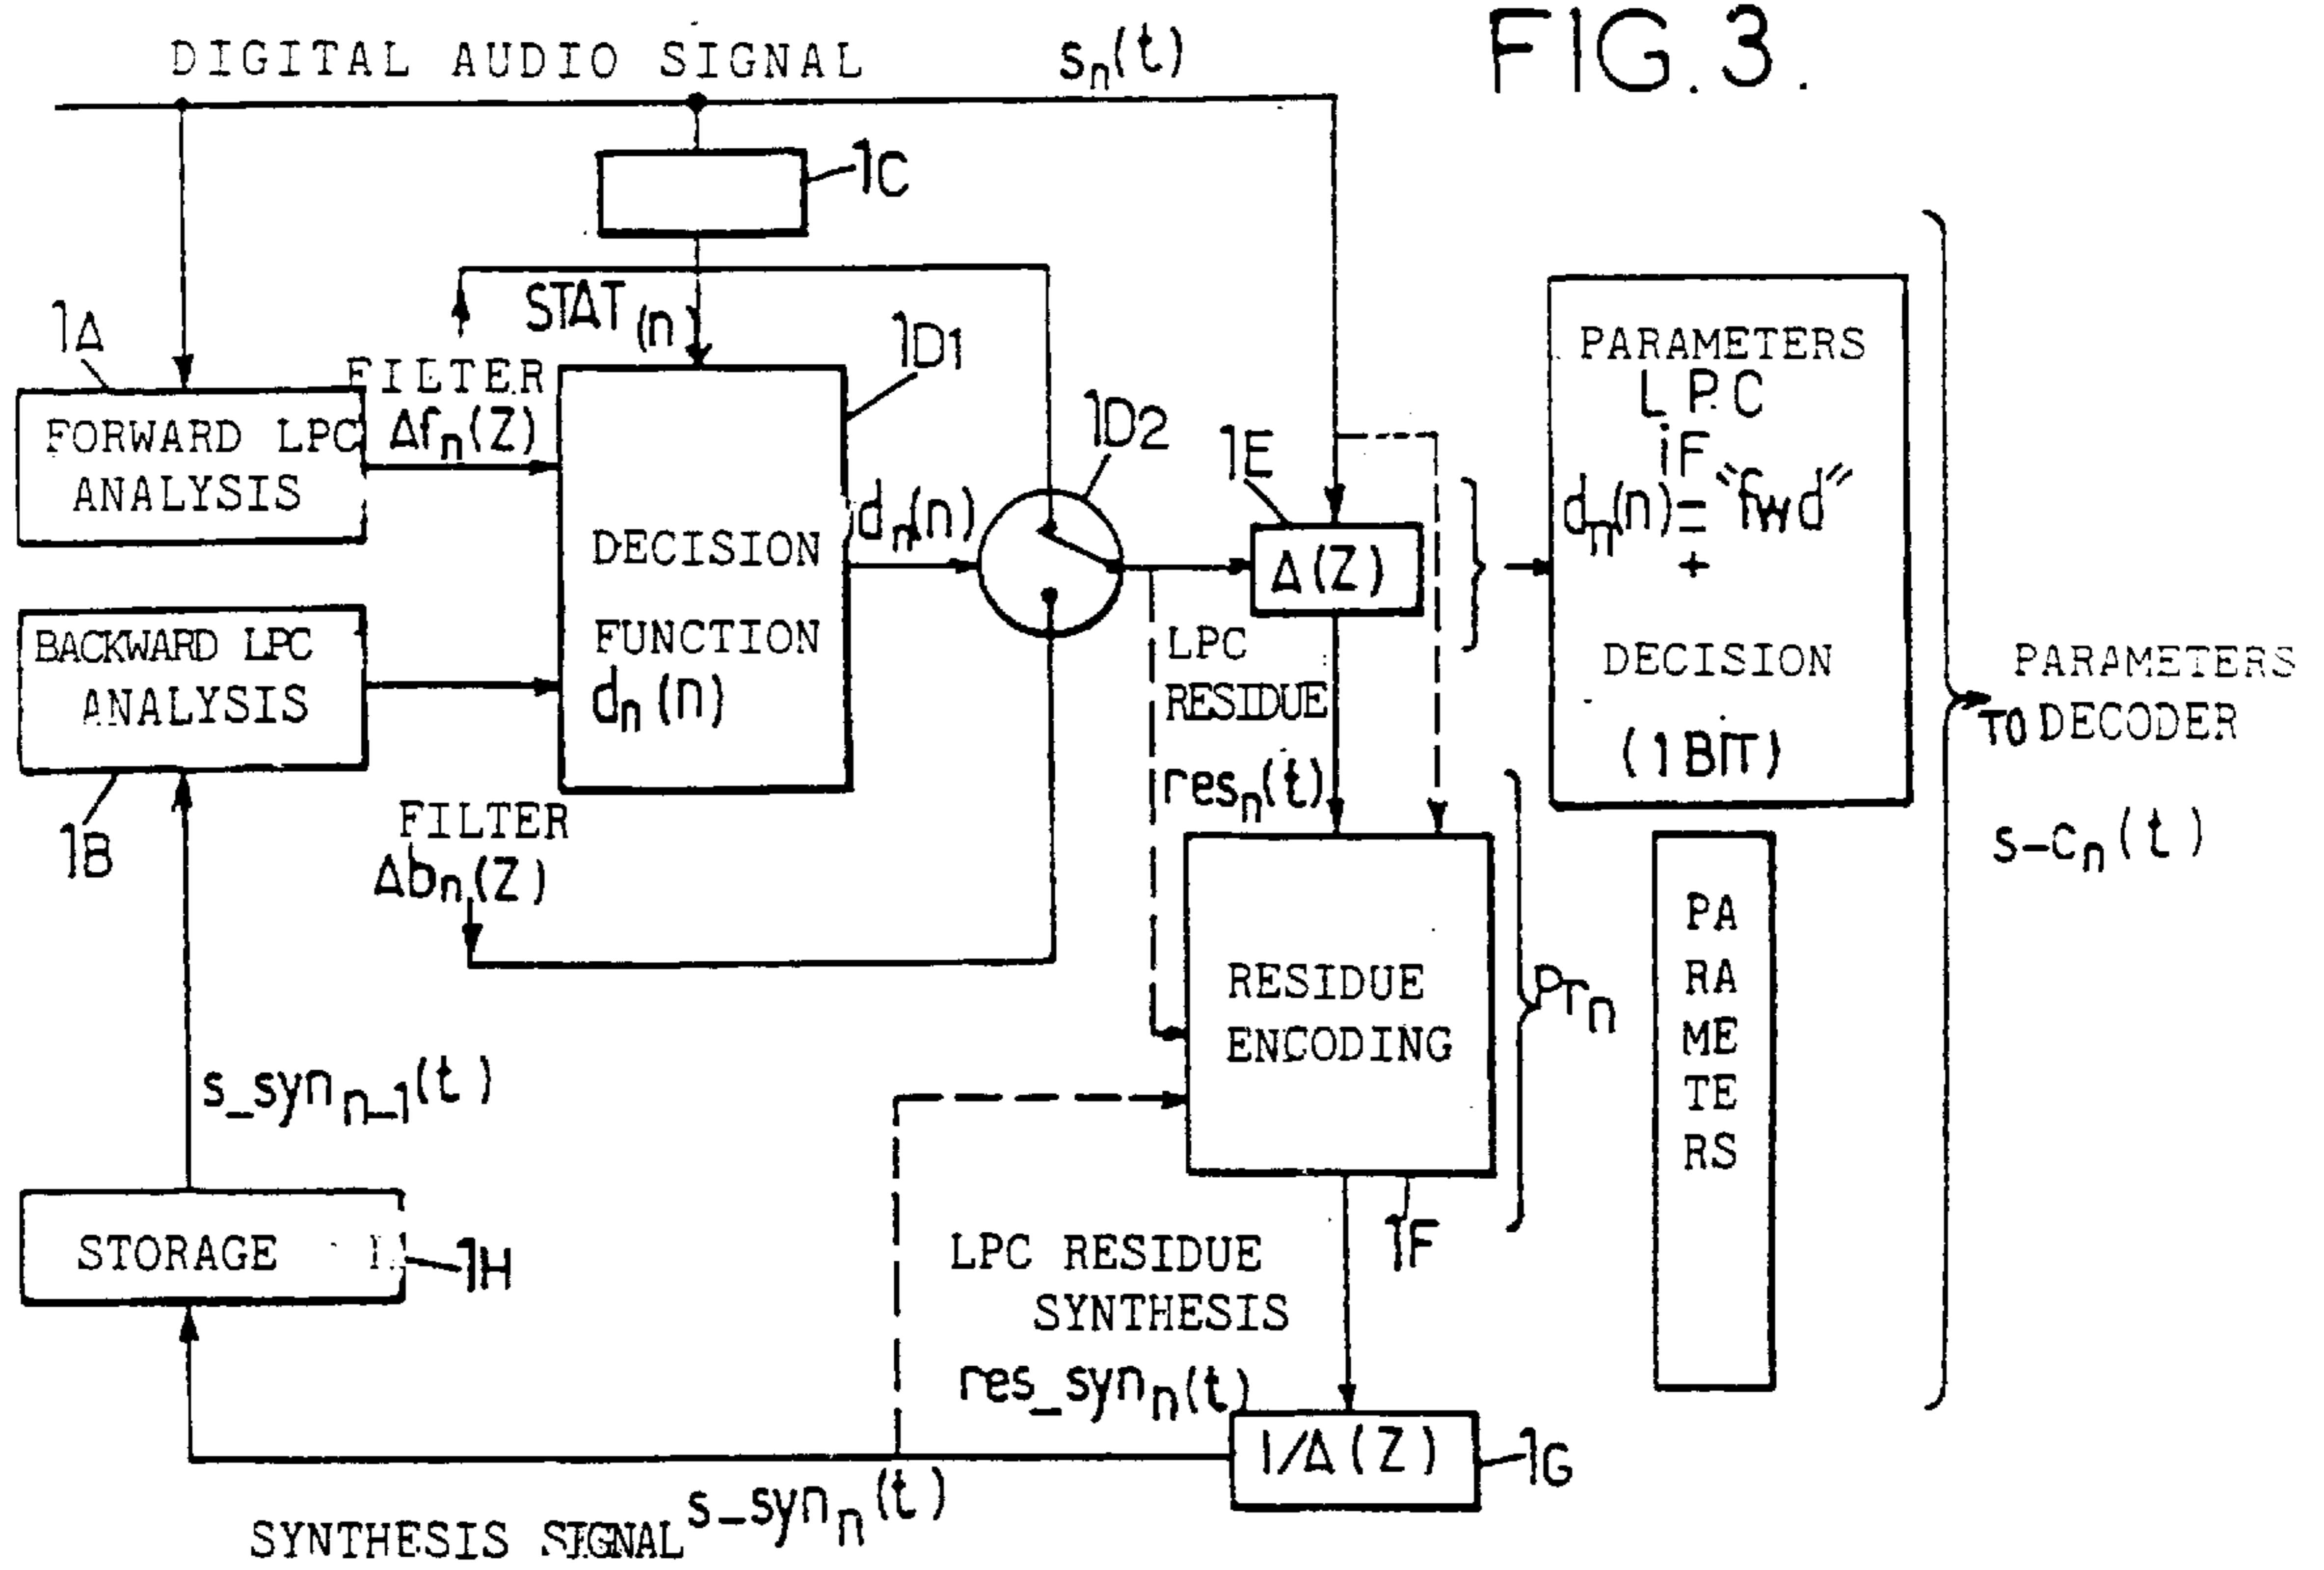 FIG. 3.
DIGITAL AUDIO SIGNAL
sn(t)
1C
STAT(n)
1A
FILTER
Afn(Z)
FORWARD LPC
ANALYSIS
1D1
1D2
1E
dn(n)
DECISION
FUNCTION
dn(n)
A(Z)
BACKWARD LPC
ANALYSIS
1B
FILTER
Abn(Z)
LPC
RESIDUE
resn(t)
PARAMETERS
LPC
iF
dn(n) = "fwd"
+
DECISION
(1 BIT)
PARAMETERS
TO DECODER
s-cn(t)
RESIDUE
ENCODING
PTn
PA
RA
ME
TE
RS
s_synn-1(t)
STORAGE
1H
1F
LPC RESIDUE
SYNTHESIS
res_synn(t)
1/A(Z)
1G
SYNTHESIS SIGNAL s_synn(t)